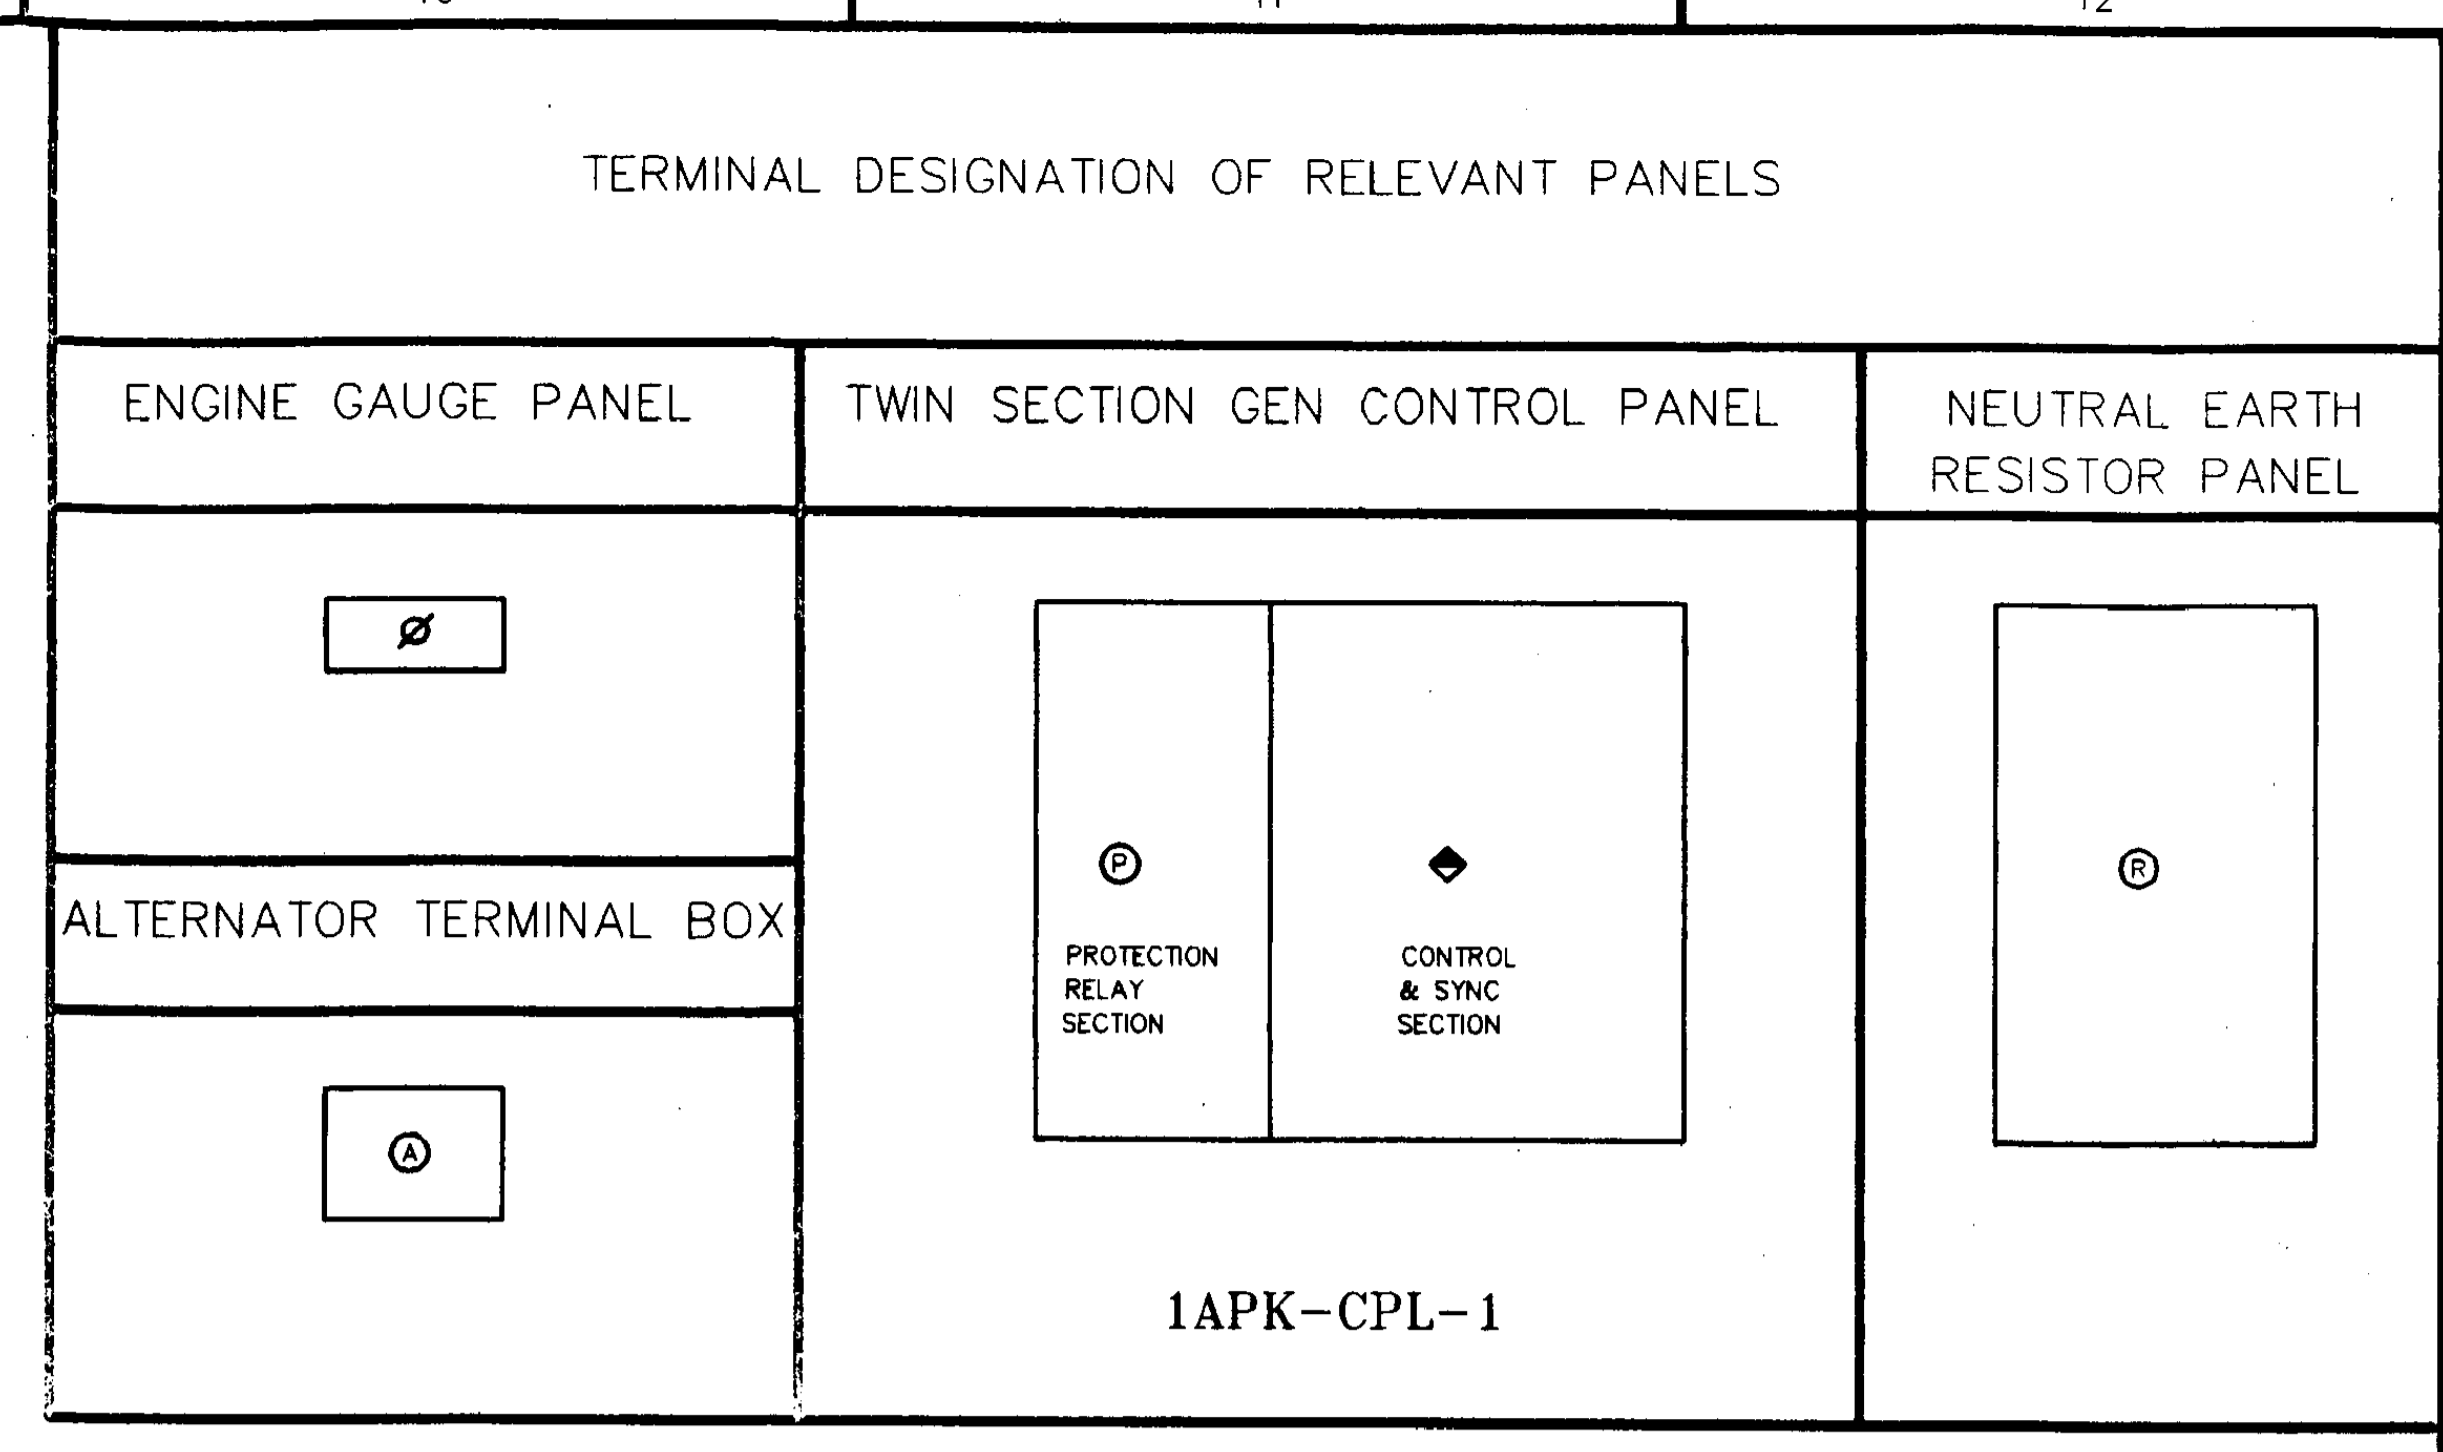 TERMINAL DESIGNATION OF RELEVANT PANELS
ENGINE GAUGE PANEL
TWIN SECTION GEN CONTROL PANEL
NEUTRAL EARTH
RESISTOR PANEL
Ø
P
PROTECTION
RELAY
SECTION
CONTROL
& SYNC
SECTION
R
ALTERNATOR TERMINAL BOX
A
1APK-CPL-1